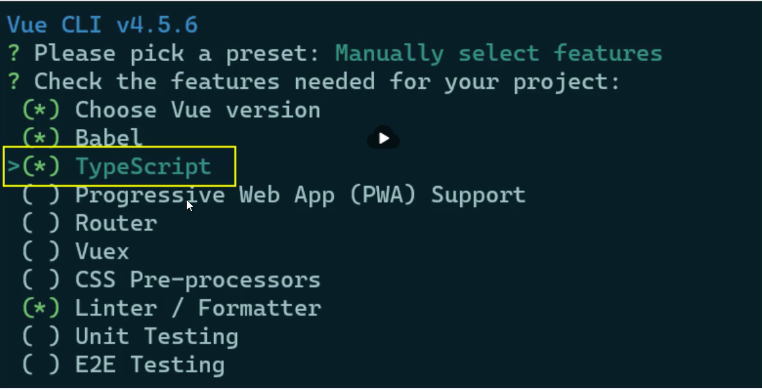 Vue CLI v4.5.6
? Please pick a preset: Manually select features
? Check the features needed for your project:
(*) Choose Vue version
(*) Babel
>(*) TypeScript
( ) Progressive Web App (PWA) Support
( ) Router
( ) Vuex
( ) CSS Pre-processors
(*) Linter / Formatter
( ) Unit Testing
( ) E2E Testing